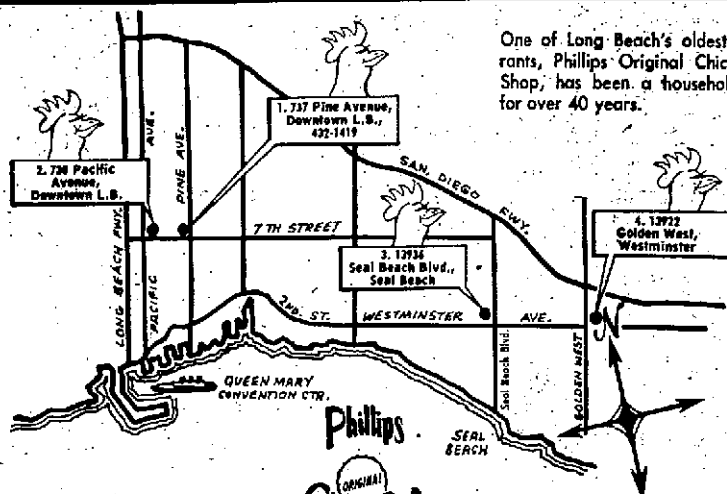 One of Long Beach's oldest
rants, Phillips Original Chic
Shop, has been a househol
for over 40 years.
1. 737 Pine Avenue,
Downtown L.B.,
432-1419
2. 736 Pacific
Avenue,
Downtown L.B.
AVE.
PINE AVE.
SAN DIEGO FWY.
7TH STREET
3. 13936
Seal Beach Blvd.,
Seal Beach
4. 13922
Golden West,
Westminster
LONG BEACH FWY.
PACIFIC
2ND. ST.
WESTMINSTER
AVE.
N
QUEEN MARY
CONVENTION CTR.
Seal Beach Blvd.
GOLDEN WEST
Phillips
SEAL
BEACH
ORIGINAL